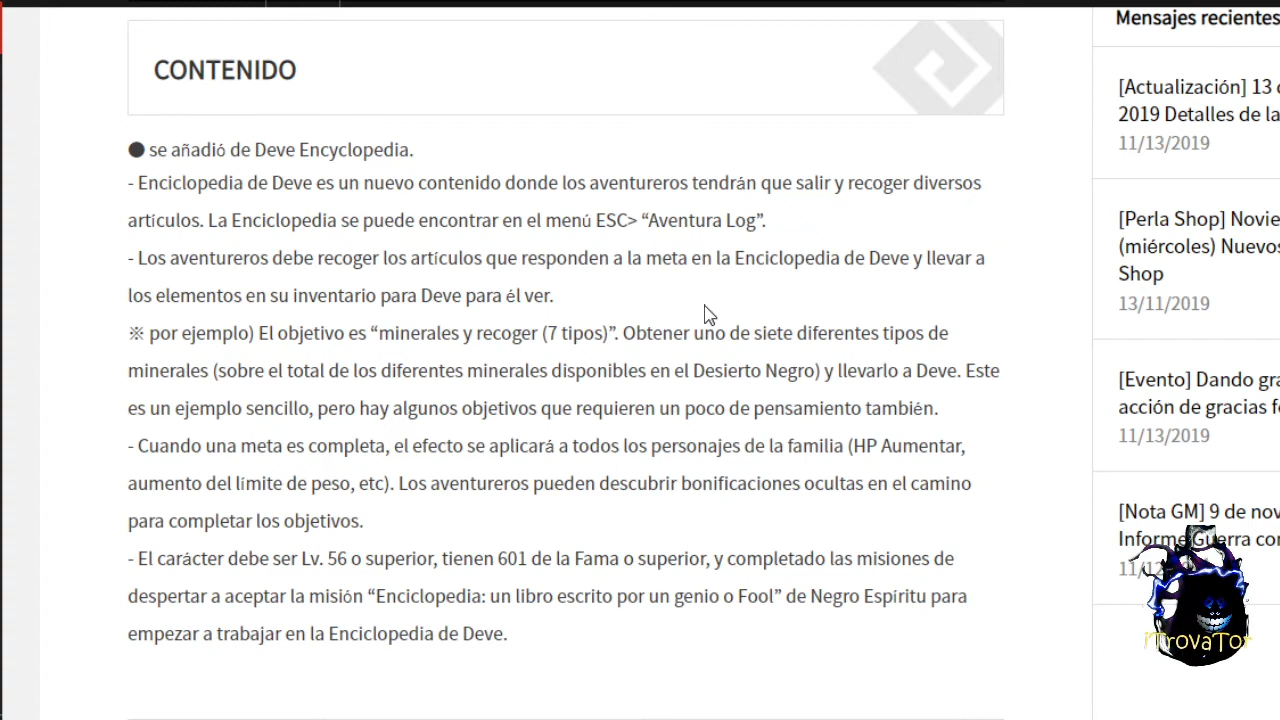 CONTENIDO
● se añadió de Deve Encyclopedia.
- Enciclopedia de Deve es un nuevo contenido donde los aventureros tendrán que salir y recoger diversos
artículos. La Enciclopedia se puede encontrar en el menú ESC> “Aventura Log”.
- Los aventureros debe recoger los artículos que responden a la meta en la Enciclopedia de Deve y llevar a
los elementos en su inventario para Deve para él ver.
※ por ejemplo) El objetivo es “minerales y recoger (7 tipos)”. Obtener uno de siete diferentes tipos de
minerales (sobre el total de los diferentes minerales disponibles en el Desierto Negro) y llevarlo a Deve. Este
es un ejemplo sencillo, pero hay algunos objetivos que requieren un poco de pensamiento también.
- Cuando una meta es completa, el efecto se aplicará a todos los personajes de la familia (HP Aumentar,
aumento del límite de peso, etc). Los aventureros pueden descubrir bonificaciones ocultas en el camino
para completar los objetivos.
- El carácter debe ser Lv. 56 o superior, tienen 601 de la Fama o superior, y completado las misiones de
despertar a aceptar la misión “Enciclopedia: un libro escrito por un genio o Fool” de Negro Espíritu para
empezar a trabajar en la Enciclopedia de Deve.
Mensajes recientes
[Actualización] 13 d
2019 Detalles de la
11/13/2019
[Perla Shop] Novie
(miércoles) Nuevos
Shop
13/11/2019
[Evento] Dando gra
acción de gracias f
11/13/2019
[Nota GM] 9 de nov
Informe Guerra co
11/12
iTrovaTor